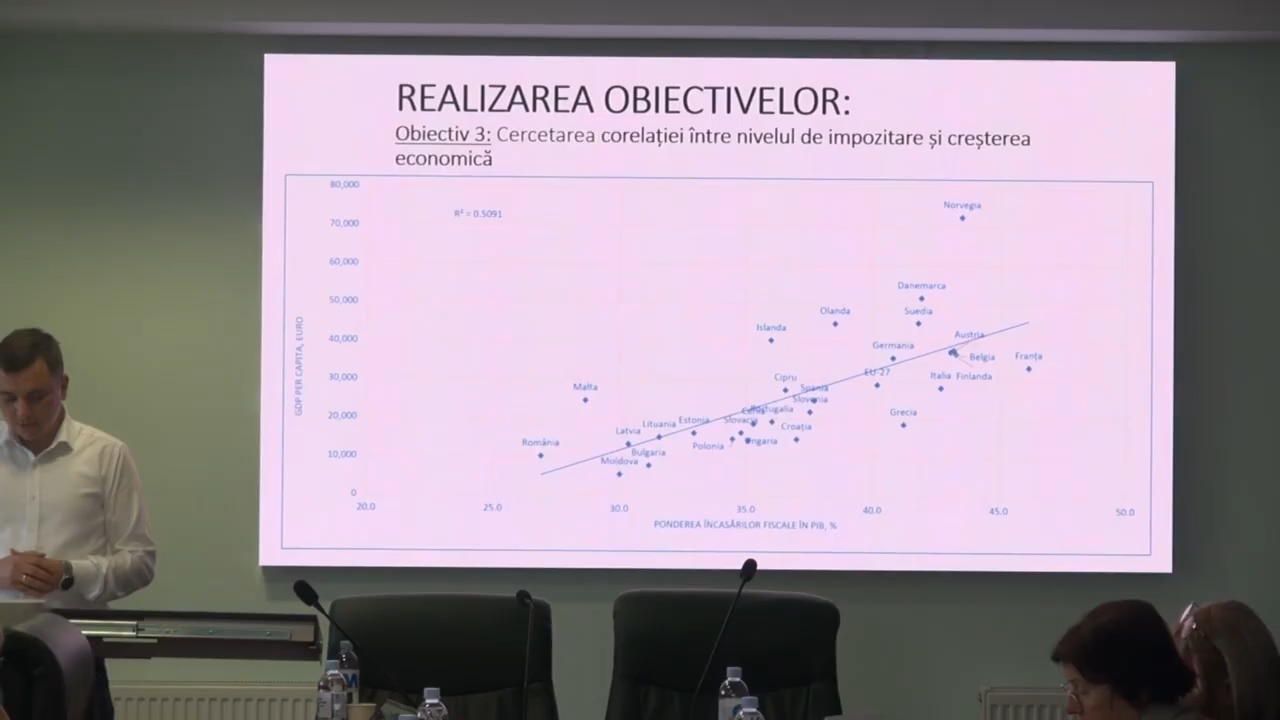 REALIZAREA OBIECTIVELOR:
Obiectiv 3: Cercetarea corelației între nivelul de impozitare și creșterea
economică
80,000
R² = 0.5091
Norvegia
70,000
60,000
Danemarca
50,000
Olanda
Suedia
Islanda
40,000
Austria
Germania
Belgia
Franța
30,000
Cipru
EU-27
Italia
Finlanda
Malta
Spania
Slovenia
20,000
Portugalia
Grecia
Lituania
Estonia
Slovacia
Croația
Latvia
România
Polonia
Ungaria
Bulgaria
10,000
Moldova
0
GDP PER CAPITA, EURO
20.0
25.0
30.0
35.0
40.0
45.0
50.0
PONDEREA ÎNCASĂRILOR FISCALE ÎN PIB, %